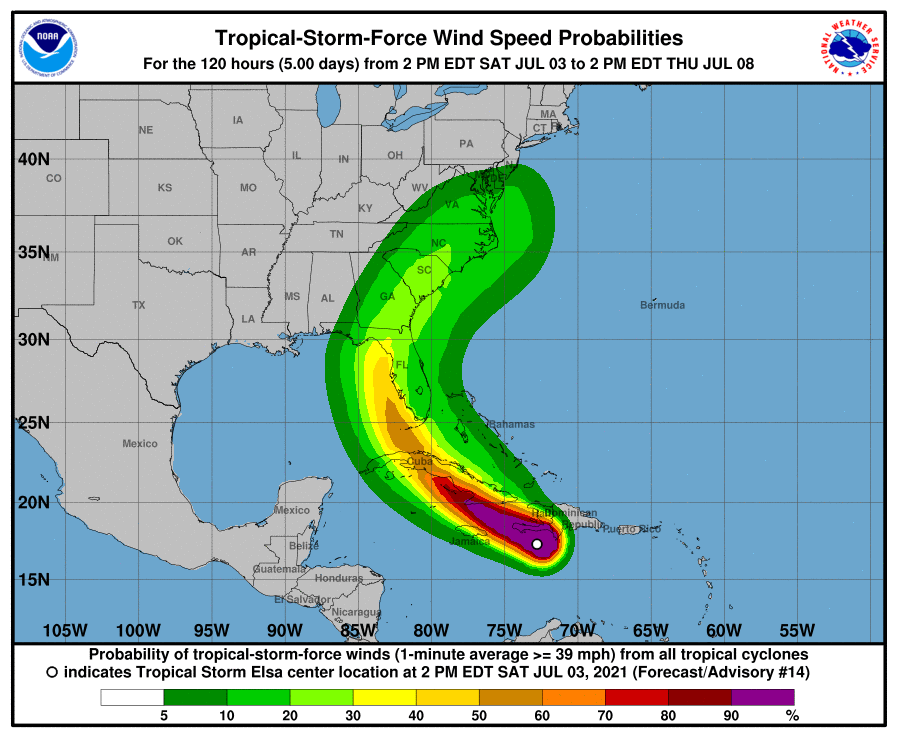 Tropical-Storm-Force Wind Speed Probabilities
For the 120 hours (5.00 days) from 2 PM EDT SAT JUL 03 to 2 PM EDT THU JUL 08
NOAA
NATIONAL WEATHER SERVICE
MA
CT
NE
IA
PA
40N
IL
IN
OH
CO
KS
MO
WV
DE
KY
VA
TN
NC
35N
OK
AR
NM
SC
MS
AL
GA
TX
LA
Bermuda
30N
FL
25N
Bahamas
Mexico
Cuba
20N
Mexico
Dominican
Republic
Puerto Rico
Jamaica
Belize
Guatemala
15N
Honduras
El Salvador
Nicaragua
105W 100W 95W 90W 85W 80W 75W 70W 65W 60W 55W
Probability of tropical-storm-force winds (1-minute average >= 39 mph) from all tropical cyclones
indicates Tropical Storm Elsa center location at 2 PM EDT SAT JUL 03, 2021 (Forecast/Advisory #14)
5 10 20 30 40 50 60 70 80 90 %